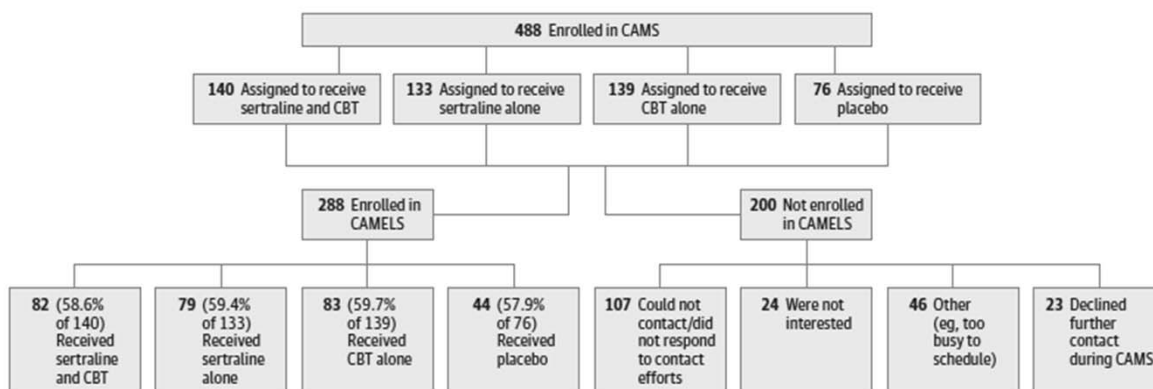 488 Enrolled in CAMS
140 Assigned to receive
sertraline and CBT
133 Assigned to receive
sertraline alone
139 Assigned to receive
CBT alone
76 Assigned to receive
placebo
288 Enrolled in
CAMELS
200 Not enrolled
in CAMELS
82 (58.6%
of 140)
Received
sertraline
and CBT
79 (59.4%
of 133)
Received
sertraline
alone
83 (59.7%
of 139)
Received
CBT alone
44 (57.9%
of 76)
Received
placebo
107 Could not
contact/did
not respond
to contact
efforts
24 Were not
interested
46 Other
(eg, too
busy to
schedule)
23 Declined
further
contact
during CAMS